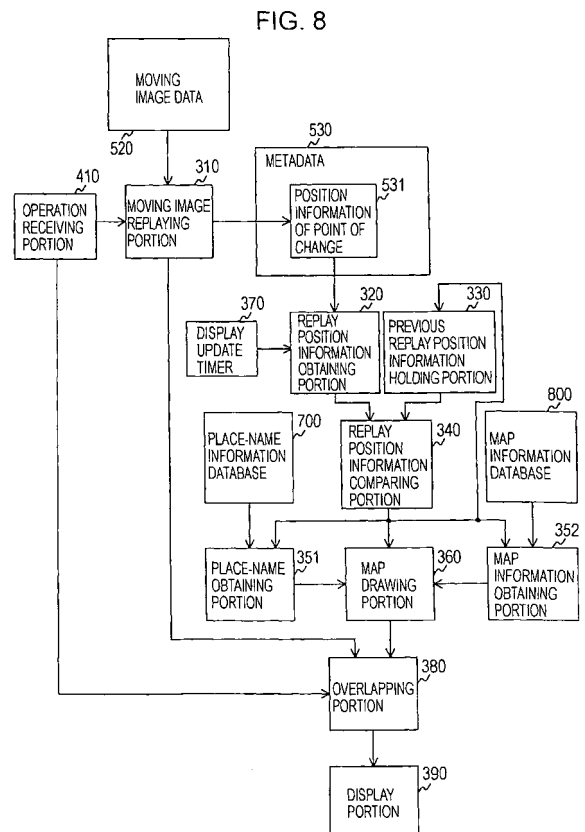 FIG. 8
MOVING
IMAGE DATA
520
530
METADATA
410
310
531
OPERATION
RECEIVING
PORTION
MOVING IMAGE
REPLAYING
PORTION
POSITION
INFORMATION
OF POINT OF
CHANGE
370
320
330
DISPLAY
UPDATE
TIMER
REPLAY
POSITION
INFORMATION
OBTAINING
PORTION
PREVIOUS
REPLAY POSITION
INFORMATION
HOLDING PORTION
700
340
800
PLACE-NAME
INFORMATION
DATABASE
REPLAY
POSITION
INFORMATION
COMPARING
PORTION
MAP
INFORMATION
DATABASE
351
360
352
PLACE-NAME
OBTAINING
PORTION
MAP
DRAWING
PORTION
MAP
INFORMATION
OBTAINING
PORTION
380
OVERLAPPING
PORTION
390
DISPLAY
PORTION